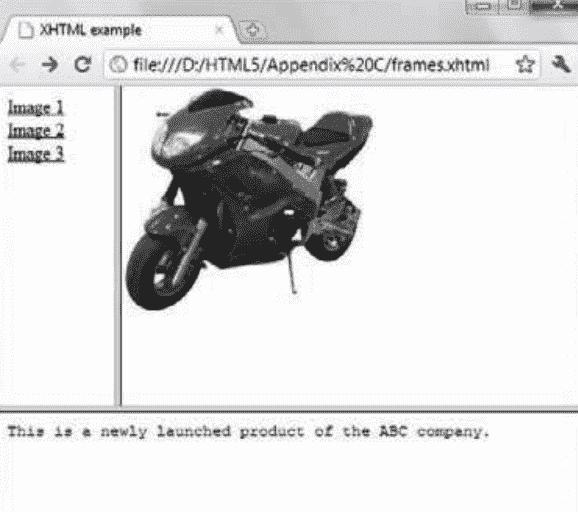 XHTML example
file:///D:/HTML5/Appendix%20C/frames.xhtml
Image 1
Image 2
Image 3
This is a newly launched product of the ABC company.